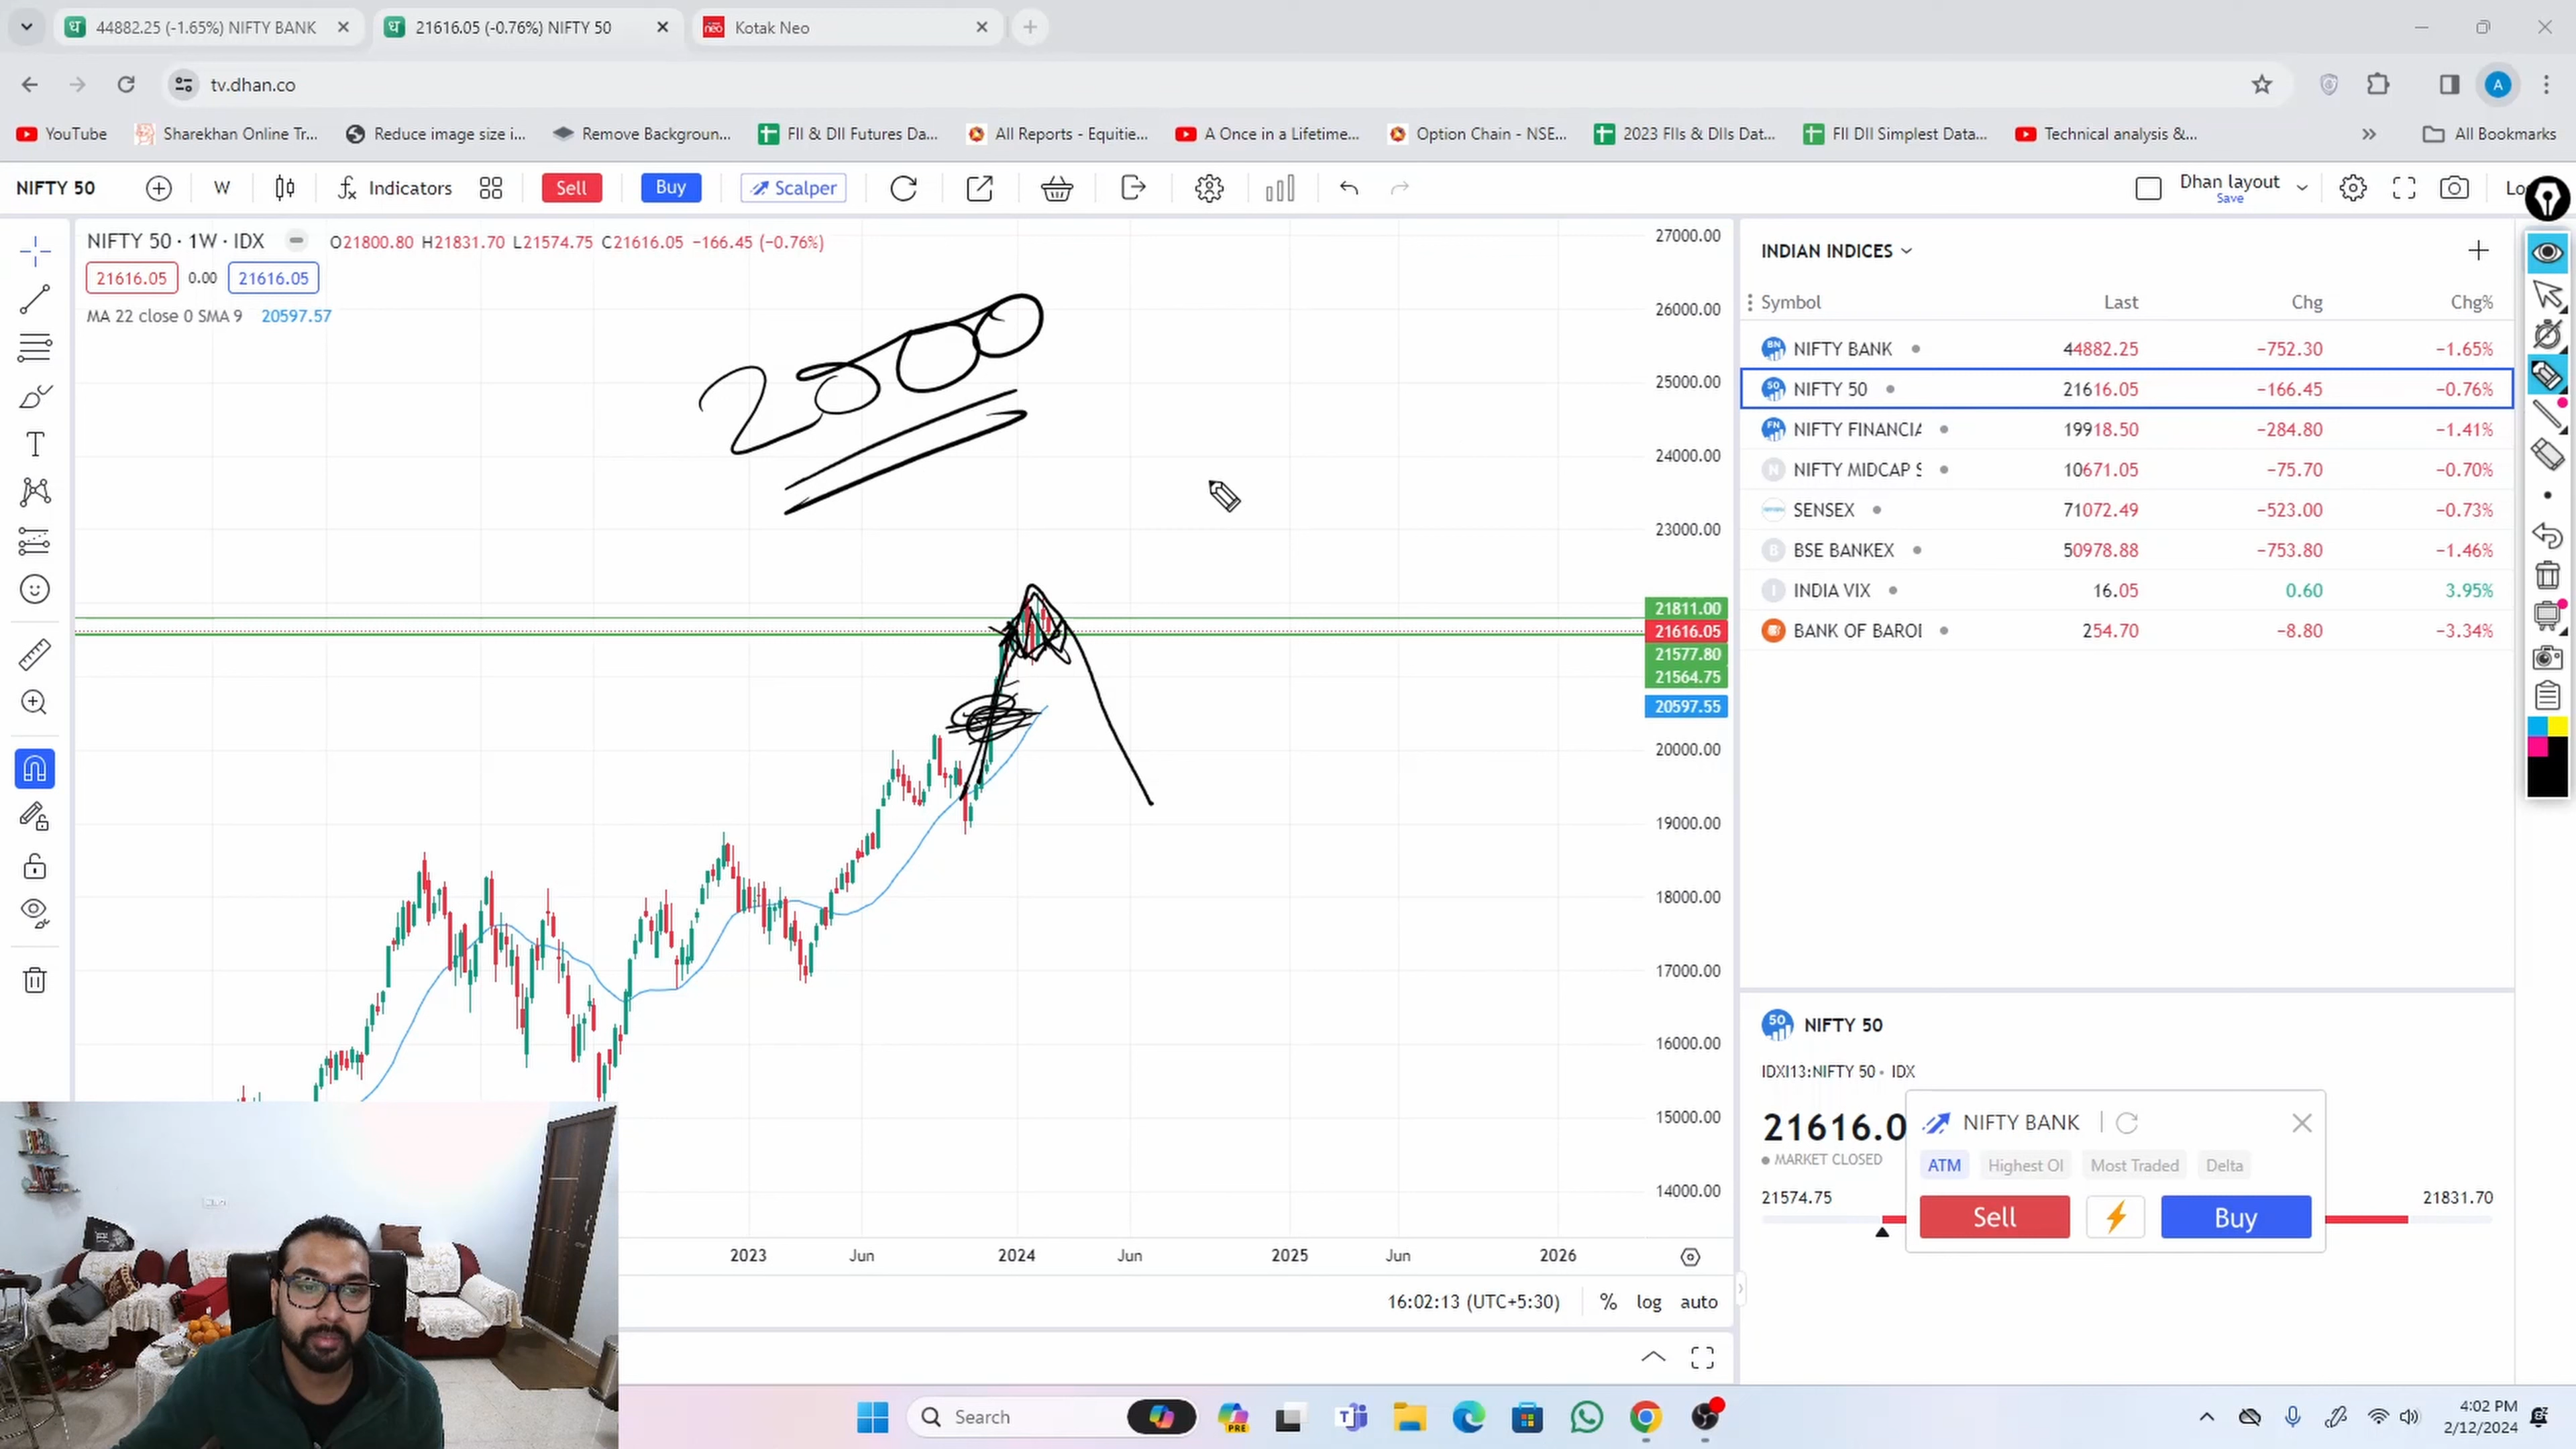 44882.25 (-1.65%) NIFTY BANK
21616.05 (-0.76%) NIFTY 50
neo Kotak Neo
tv.dhan.co
A
YouTube
Sharekhan Online Tr...
Reduce image size i...
Remove Backgroun...
FII & DII Futures Da...
All Reports - Equitie...
A Once in a Lifetime...
Option Chain - NSE...
2023 FIIs & DIIs Dat...
FII DII Simplest Data...
Technical analysis &...
All Bookmarks
NIFTY 50
W
Indicators
Sell
Buy
Scalper
Dhan layout
Save
NIFTY 50 · 1W · IDX
O21800.80 H21831.70 L21574.75 C21616.05 −166.45 (−0.76%)
21616.05 0.00 21616.05
MA 22 close 0 SMA 9 20597.57
20000
27000.00
26000.00
25000.00
24000.00
23000.00
21811.00
21616.05
21577.80
21564.75
20597.55
20000.00
19000.00
18000.00
17000.00
16000.00
15000.00
14000.00
2023 Jun 2024 Jun 2025 Jun 2026
16:02:13 (UTC+5:30) % log auto
INDIAN INDICES
Symbol Last Chg Chg%
NIFTY BANK 44882.25 −752.30 −1.65%
NIFTY 50 21616.05 −166.45 −0.76%
NIFTY FINANCIA 19918.50 −284.80 −1.41%
NIFTY MIDCAP S 10671.05 −75.70 −0.70%
SENSEX 71072.49 −523.00 −0.73%
BSE BANKEX 50978.88 −753.80 −1.46%
INDIA VIX 16.05 0.60 3.95%
BANK OF BAROI 254.70 −8.80 −3.34%
50 NIFTY 50
IDXI13:NIFTY 50 • IDX
21616.0
MARKET CLOSED
21574.75 21831.70
NIFTY BANK
ATM Highest OI Most Traded Delta
Sell Buy
Search
PRE
4:02 PM
2/12/2024